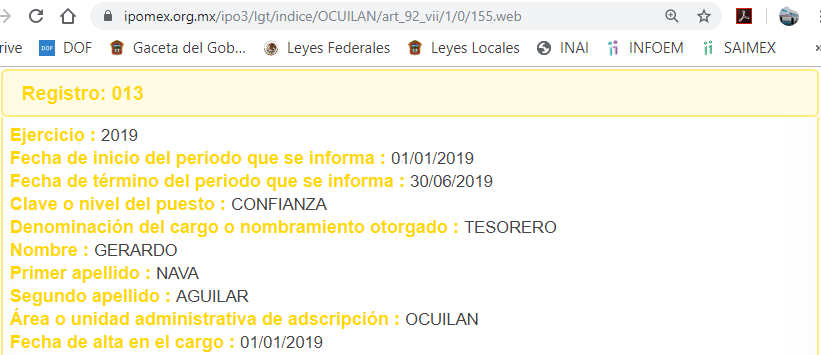 ipomex.org.mx/ipo3/lgt/indice/OCUILAN/art_92_vii/1/0/155.web
rive DOF Gaceta del Gob... Leyes Federales Leyes Locales INAI INFOEM SAIMEX »
Registro: 013
Ejercicio : 2019
Fecha de inicio del periodo que se informa : 01/01/2019
Fecha de término del periodo que se informa : 30/06/2019
Clave o nivel del puesto : CONFIANZA
Denominación del cargo o nombramiento otorgado : TESORERO
Nombre : GERARDO
Primer apellido : NAVA
Segundo apellido : AGUILAR
Área o unidad administrativa de adscripción : OCUILAN
Fecha de alta en el cargo : 01/01/2019